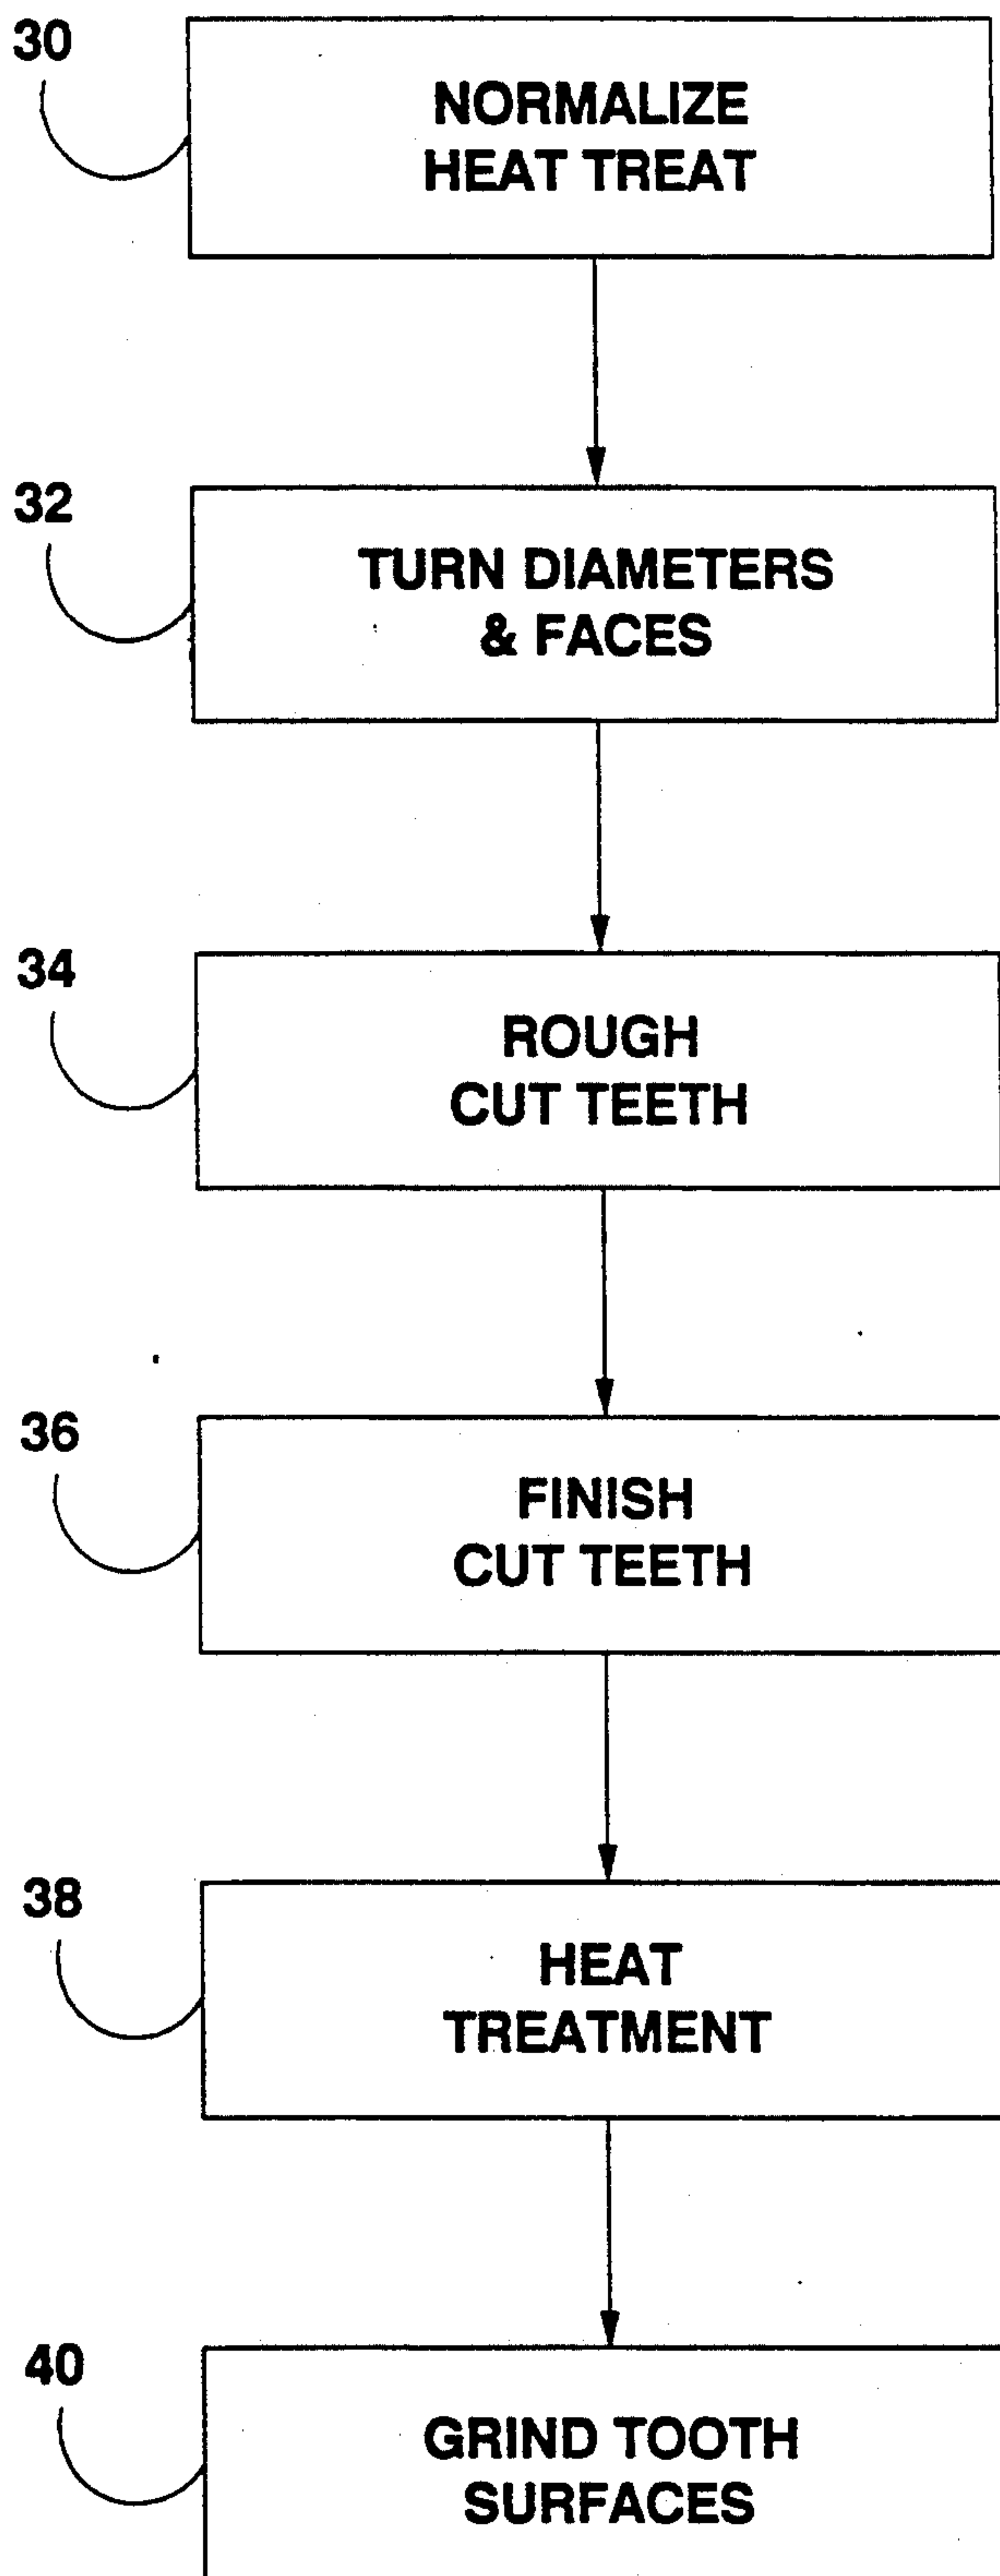 30
NORMALIZE
HEAT TREAT
32
TURN DIAMETERS
& FACES
34
ROUGH
CUT TEETH
36
FINISH
CUT TEETH
38
HEAT
TREATMENT
40
GRIND TOOTH
SURFACES